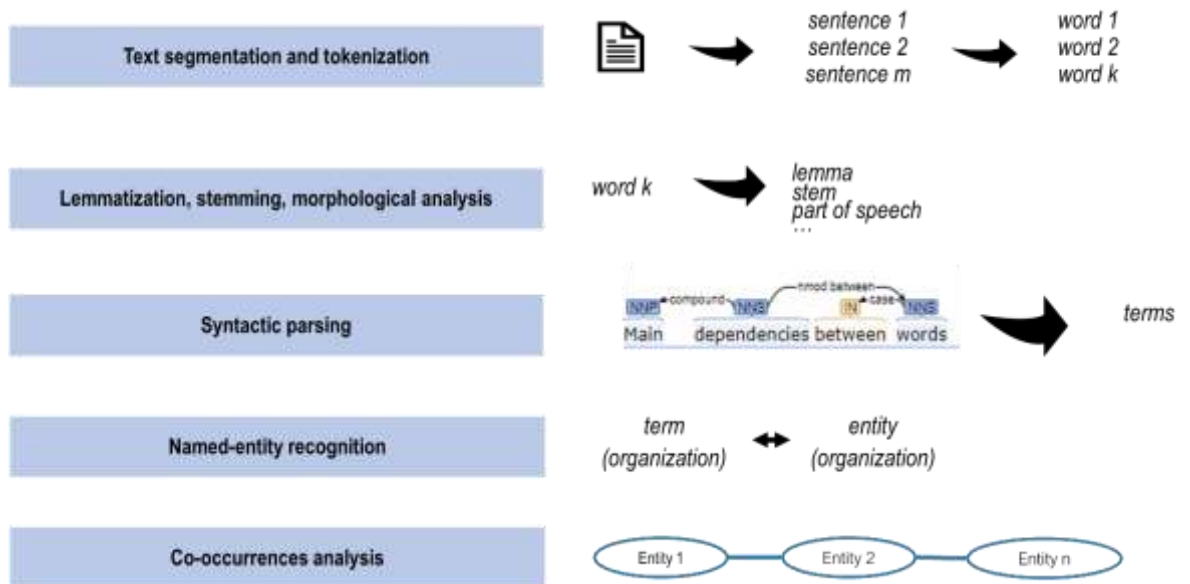 Text segmentation and tokenization
sentence 1
sentence 2
sentence m
word 1
word 2
word k
Lemmatization, stemming, morphological analysis
word k
lemma
stem
part of speech
...
Syntactic parsing
nmod between
NNP compound NNS IN case NNS
Main dependencies between words
terms
Named-entity recognition
term
(organization)
entity
(organization)
Co-occurrences analysis
Entity 1
Entity 2
Entity n